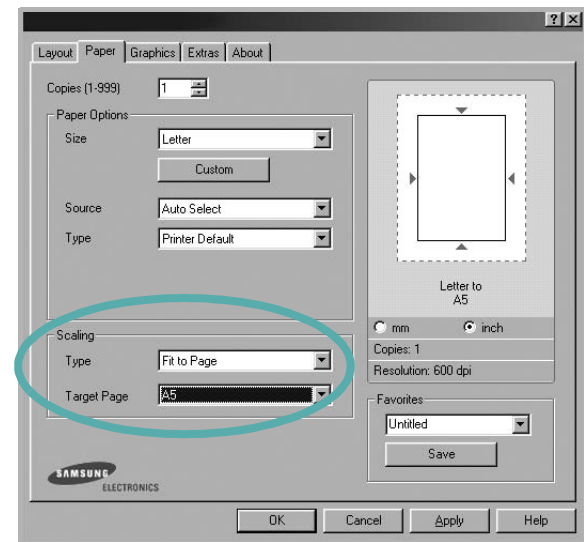 ? X
Layout Paper Graphics Extras About
Copies (1-999) 1
Paper Options
Size Letter
Custom
Source Auto Select
Type Printer Default
Letter to
A5
mm inch
Copies: 1
Resolution: 600 dpi
Scaling
Type Fit to Page
Target Page A5
Favorites
Untitled
Save
SAMSUNG
ELECTRONICS
OK Cancel Apply Help